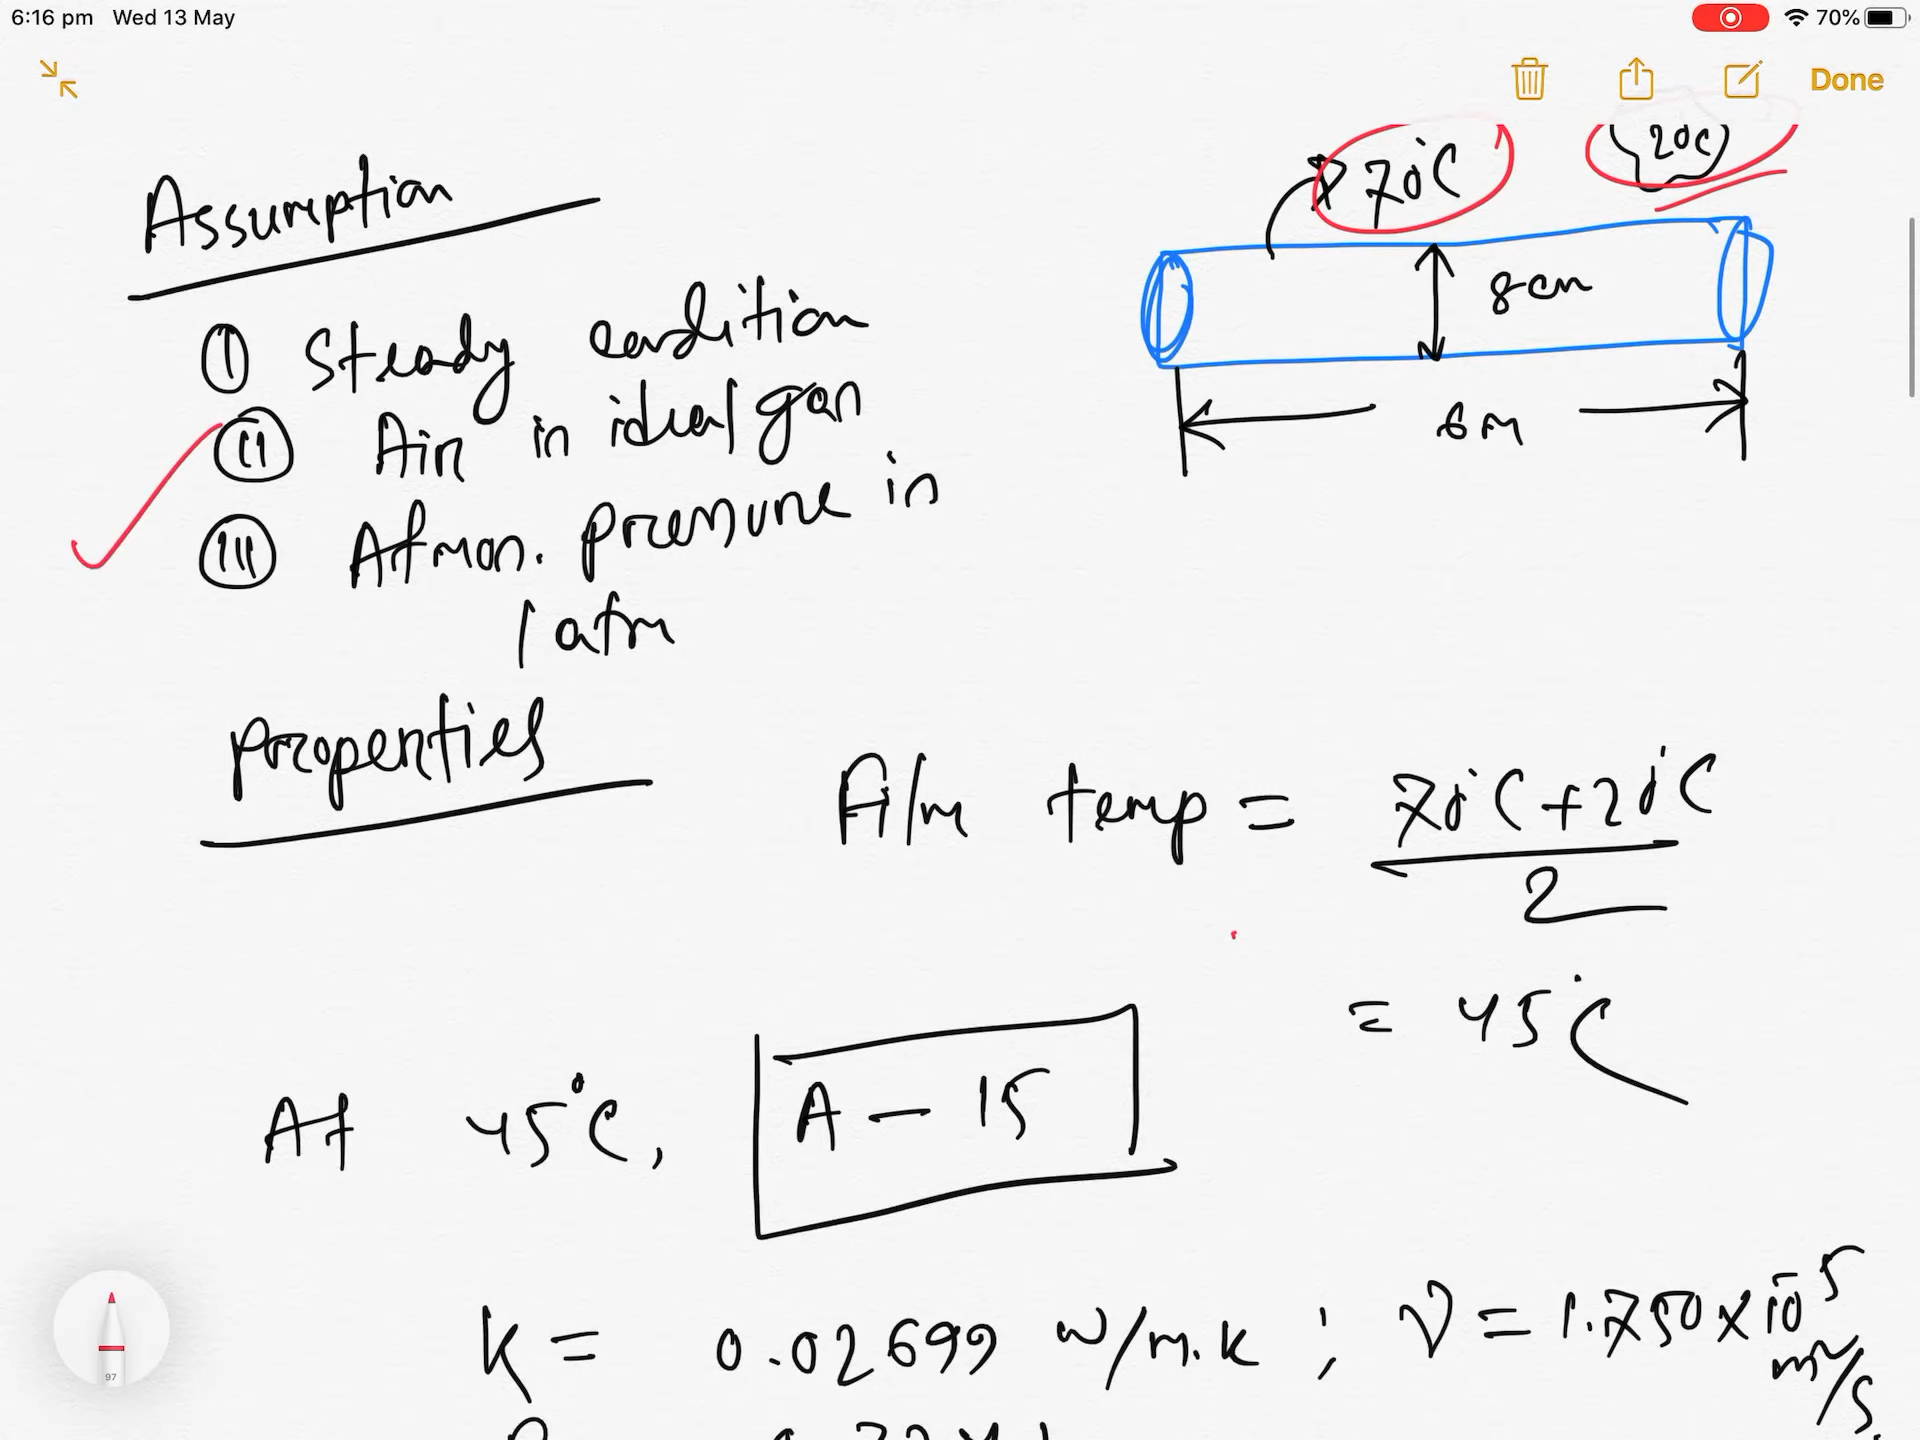 6:16 pm Wed 13 May
70%
Done
70°C
20c
Assumption
8cm
6m
(I) Steady condition
(II) Air is ideal gas
(III) Atmos. pressure is
1 atm
Properties
Film temp = 70°C + 20°C
2
= 45°C
At 45°C, A - 15
K = 0.02699 W/m.k ; ν = 1.750 x 10⁻⁵
m²/s.
97